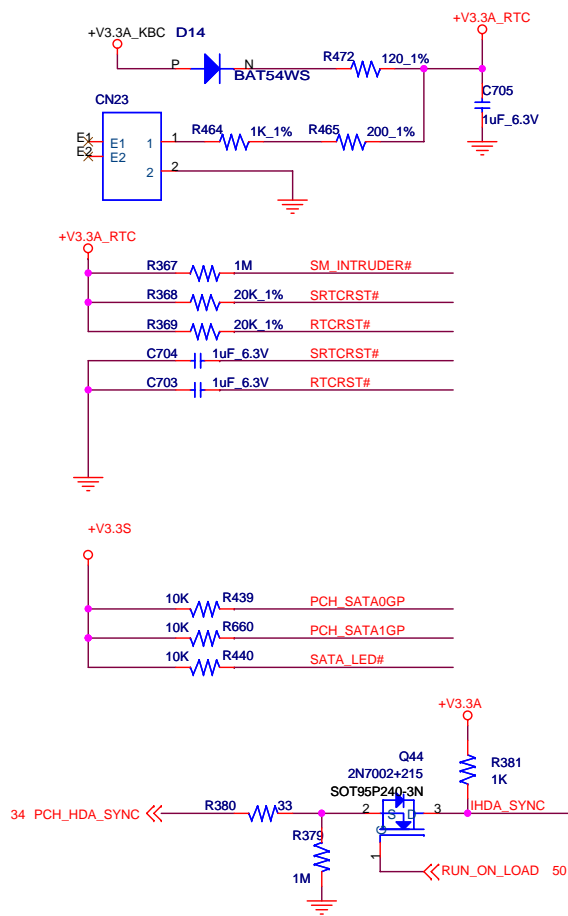 +V3.3A_KBC D14 +V3.3A_RTC
P N R472 120_1%
BAT54WS
C705
1uF_6.3V
CN23
E1 E1 1 1 R464 1K_1% R465 200_1%
E2 E2
2 2
+V3.3A_RTC
R367 1M SM_INTRUDER#
R368 20K_1% SRTCRST#
R369 20K_1% RTCRST#
C704 1uF_6.3V SRTCRST#
C703 1uF_6.3V RTCRST#
+V3.3S
10K R439 PCH_SATA0GP
10K R660 PCH_SATA1GP
10K R440 SATA_LED#
+V3.3A
Q44
2N7002+215
SOT95P240-3N
R381
1K
34 PCH_HDA_SYNC R380 33 2 S D 3 IHDA_SYNC
R379
1M
1
RUN_ON_LOAD 50